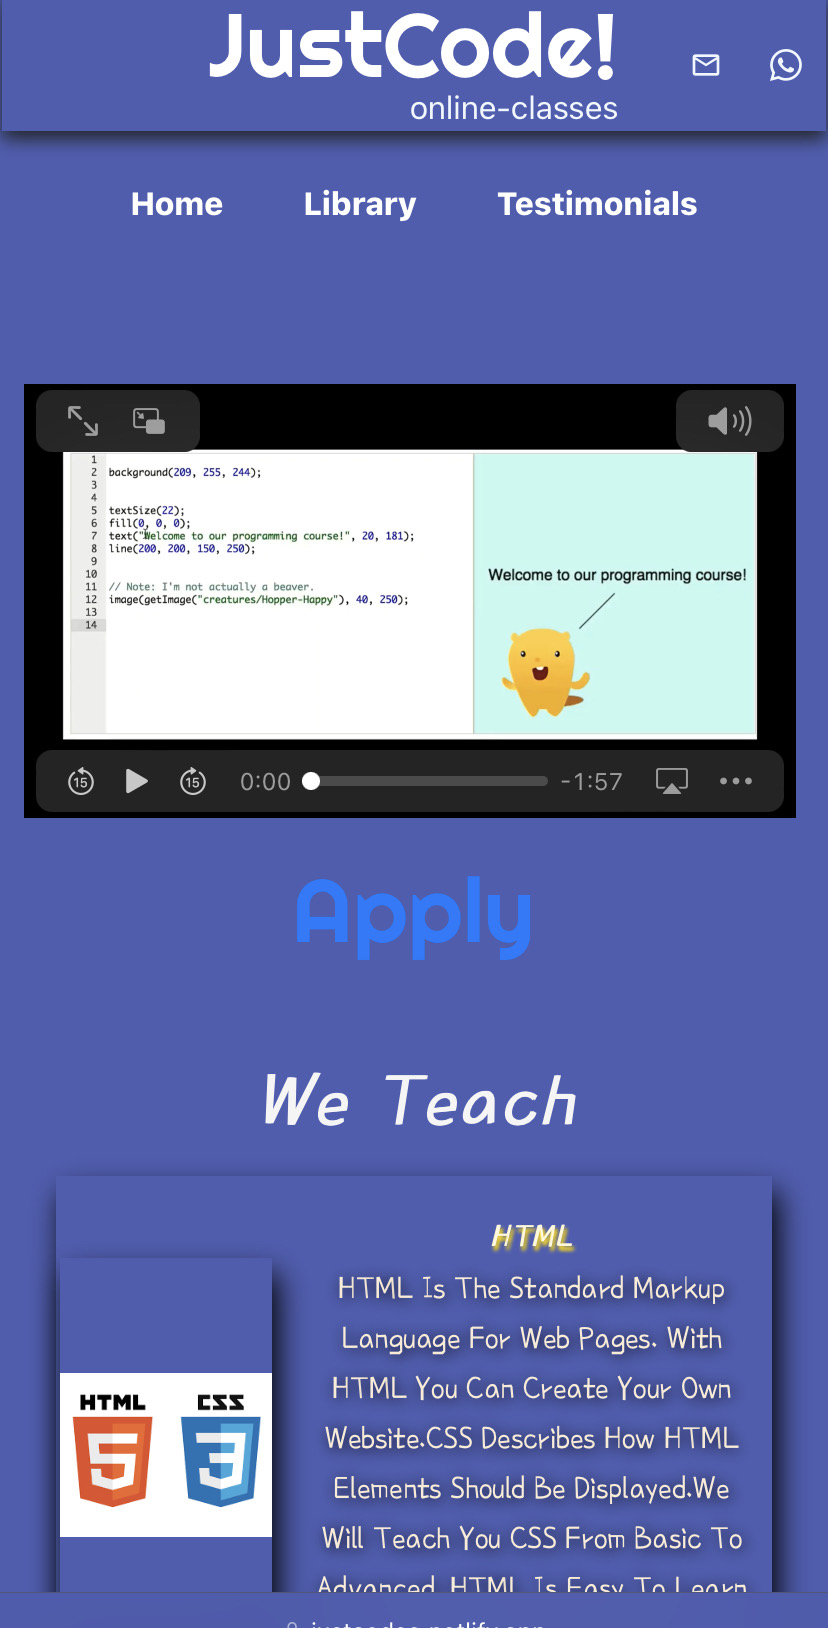 JustCode!
online-classes
Home Library Testimonials
1
2 background(209, 255, 244);
3
4
5 textSize(22);
6 fill(0, 0, 0);
7 text("Welcome to our programming course!", 20, 181);
8 line(200, 200, 150, 250);
9
10
11 // Note: I'm not actually a beaver.
12 image(getImage("creatures/Hopper-Happy"), 40, 250);
13
14
Welcome to our programming course!
15 15 0:00 -1:57
Apply
We Teach
HTML
HTML Is The Standard Markup
Language For Web Pages. With
HTML You Can Create Your Own
Website.CSS Describes How HTML
Elements Should Be Displayed.We
Will Teach You CSS From Basic To
Advanced. HTML Is Easy To Learn
HTML CSS
5 3